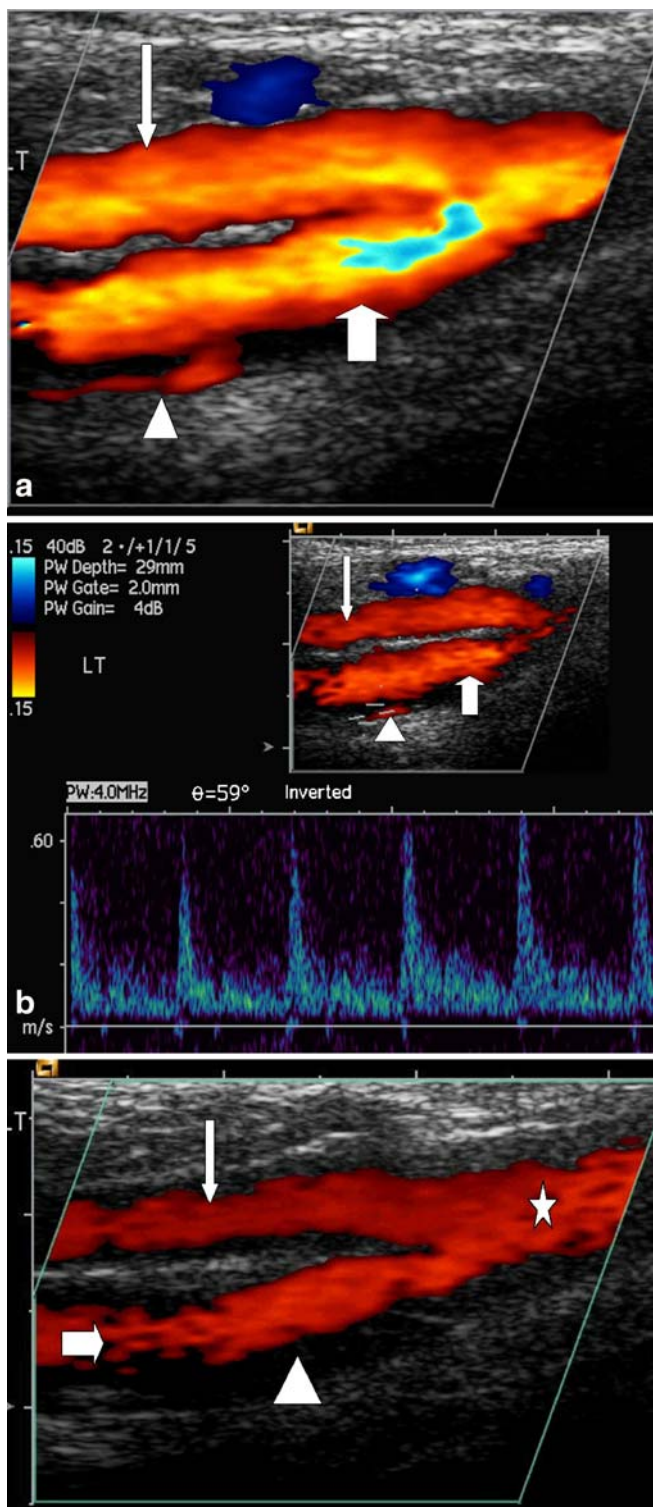 LT
a
.15 40dB 2 ·/+1/1/ 5
PW Depth= 29mm
PW Gate= 2.0mm
PW Gain= 4dB
LT
.15
PW:4.0MHz θ=59° Inverted
.60
b
m/s
LT